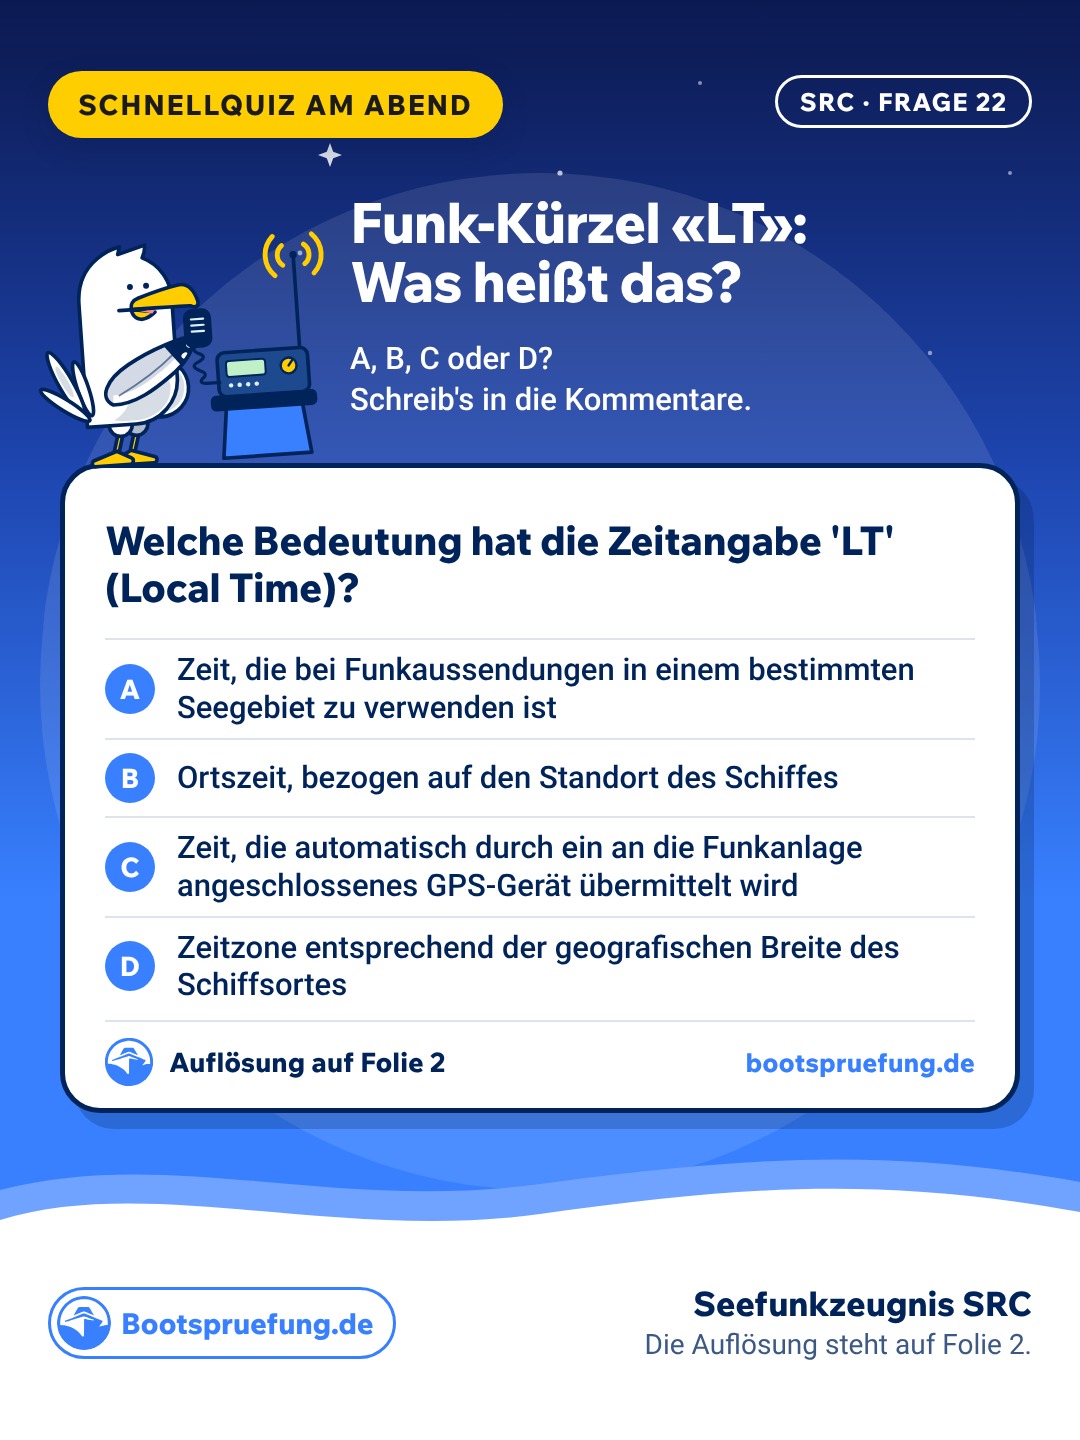 SCHNELLQUIZ AM ABEND
SRC · FRAGE 22
Funk-Kürzel «LT»:
Was heißt das?
A, B, C oder D?
Schreib's in die Kommentare.
Welche Bedeutung hat die Zeitangabe 'LT'
(Local Time)?
A
Zeit, die bei Funkaussendungen in einem bestimmten
Seegebiet zu verwenden ist
B
Ortszeit, bezogen auf den Standort des Schiffes
C
Zeit, die automatisch durch ein an die Funkanlage
angeschlossenes GPS-Gerät übermittelt wird
D
Zeitzone entsprechend der geografischen Breite des
Schiffsortes
Auflösung auf Folie 2
bootspruefung.de
Bootspruefung.de
Seefunkzeugnis SRC
Die Auflösung steht auf Folie 2.